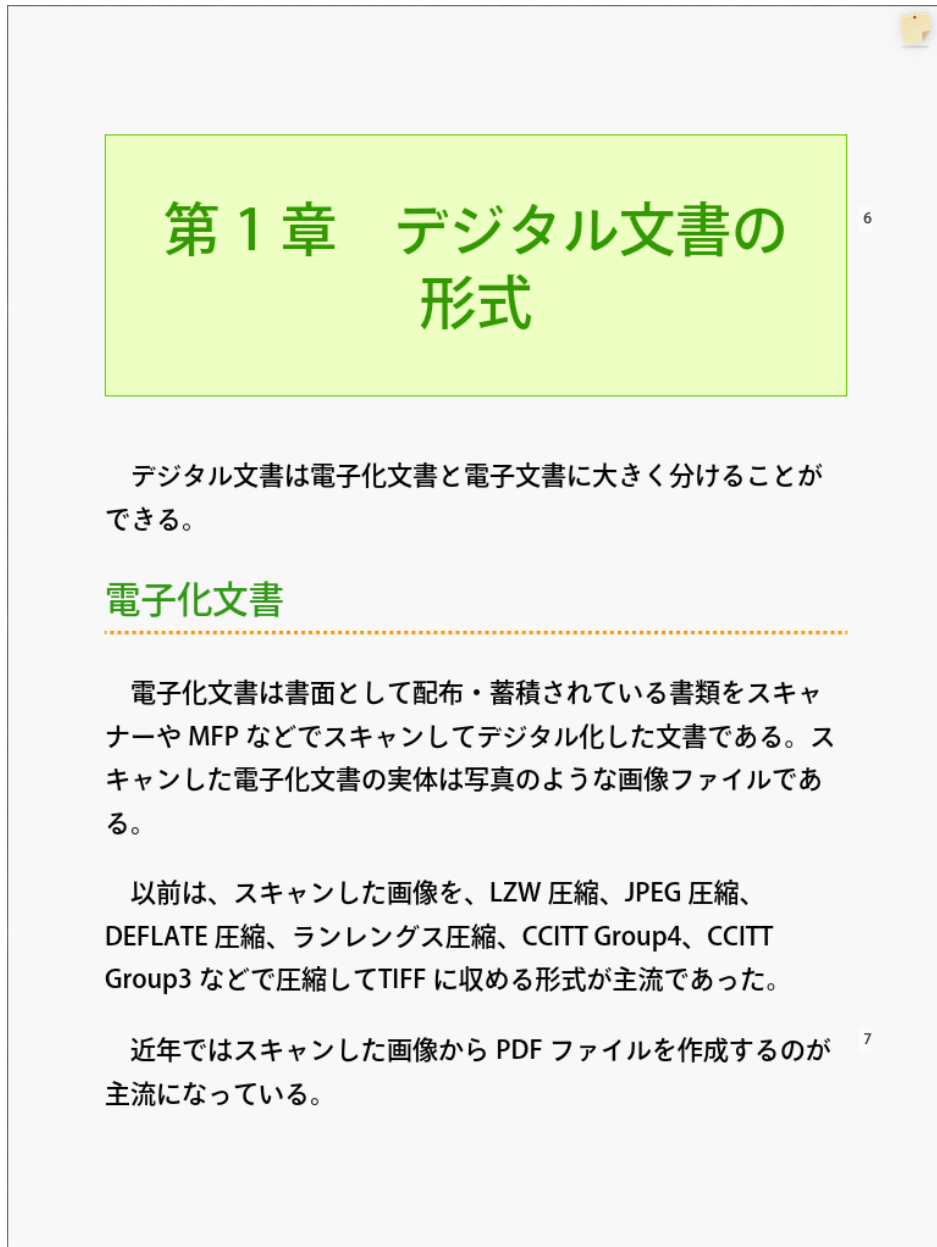 第 1 章　デジタル文書の
6
形式
デジタル文書は電子化文書と電子文書に大きく分けることが
できる。
電子化文書
電子化文書は書面として配布・蓄積されている書類をスキャ
ナーや MFP などでスキャンしてデジタル化した文書である。ス
キャンした電子化文書の実体は写真のような画像ファイルであ
る。
以前は、スキャンした画像を、LZW 圧縮、JPEG 圧縮、
DEFLATE 圧縮、ランレングス圧縮、CCITT Group4、CCITT
Group3 などで圧縮してTIFF に収める形式が主流であった。
近年ではスキャンした画像から PDF ファイルを作成するのが
7
主流になっている。